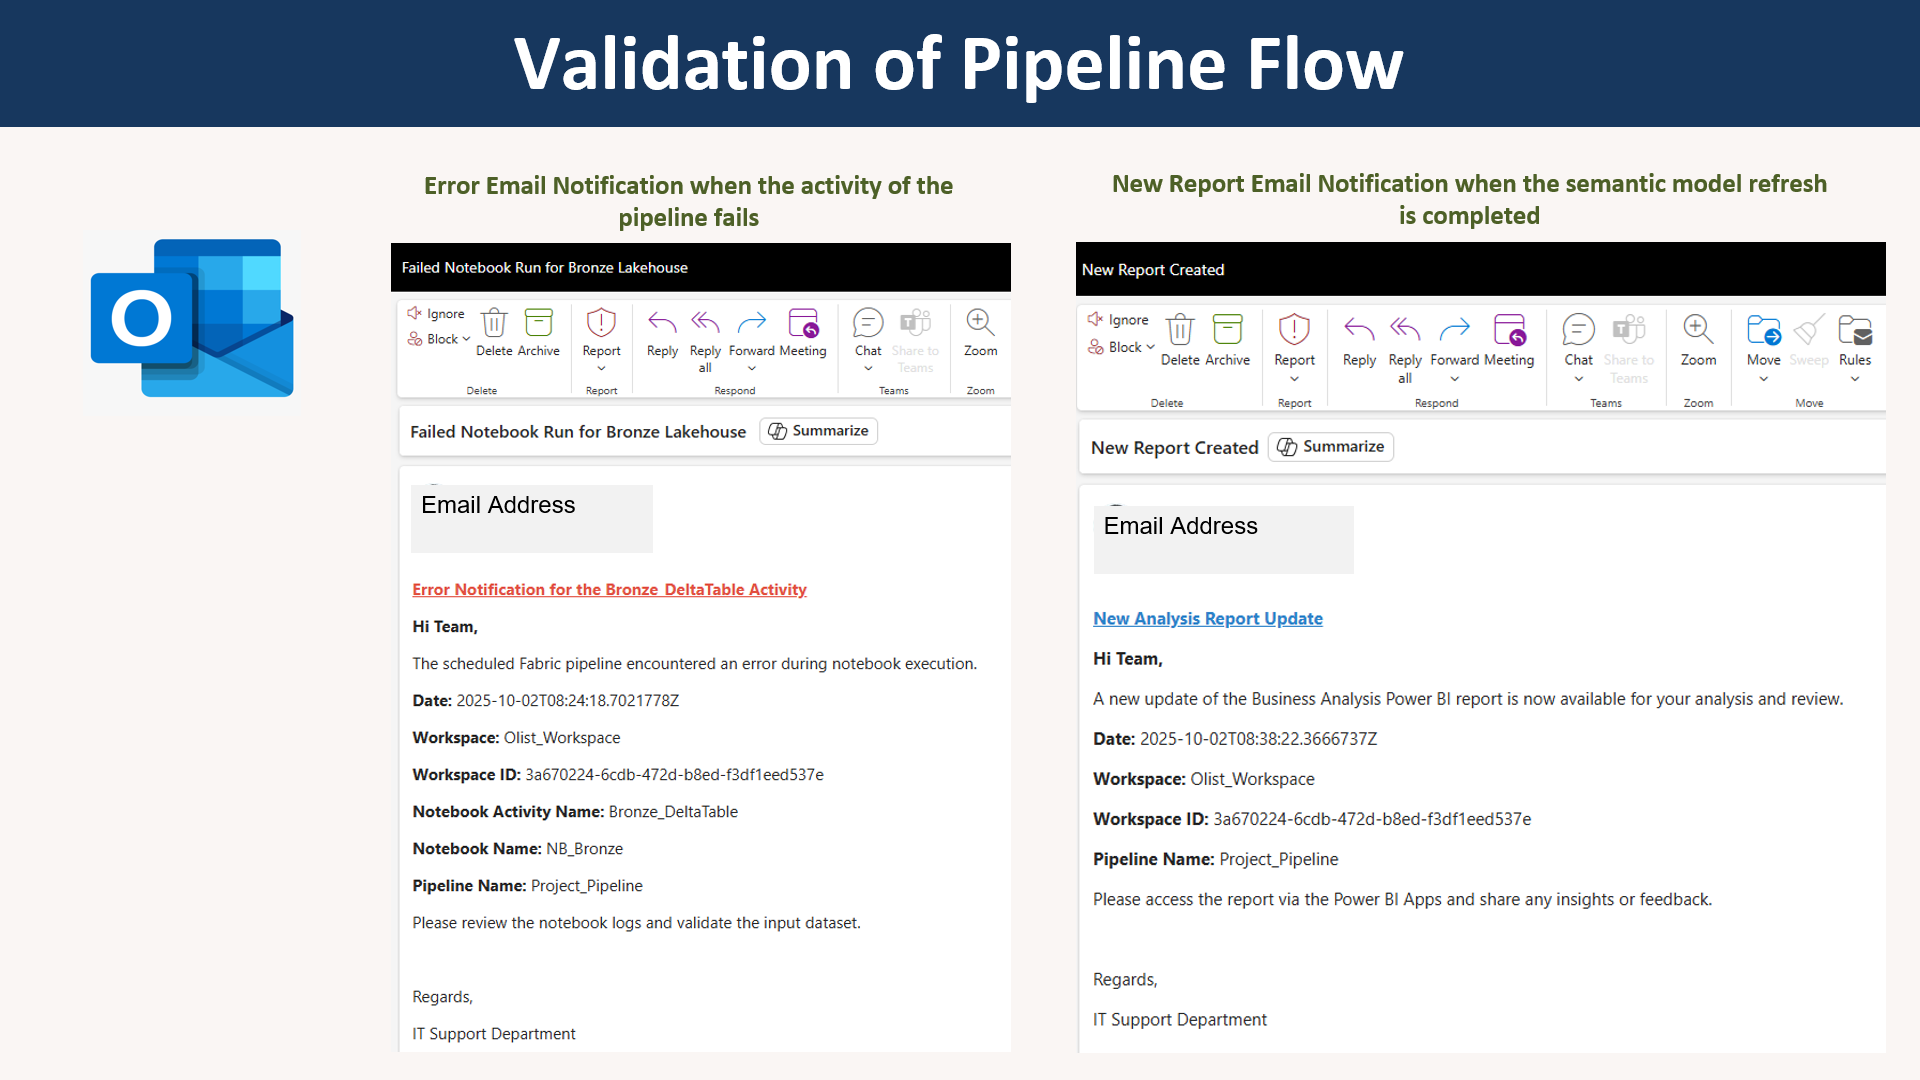 Validation of Pipeline Flow
Error Email Notification when the activity of the
pipeline fails
O
Failed Notebook Run for Bronze Lakehouse
Ignore
Block
Delete
Archive
Report
Reply
Reply
all
Forward
Meeting
Chat
Share to
Teams
Zoom
Delete
Report
Respond
Teams
Zoom
Failed Notebook Run for Bronze Lakehouse
Summarize
Email Address
Error Notification for the Bronze_DeltaTable Activity
Hi Team,
The scheduled Fabric pipeline encountered an error during notebook execution.
Date: 2025-10-02T08:24:18.7021778Z
Workspace: Olist_Workspace
Workspace ID: 3a670224-6cdb-472d-b8ed-f3df1eed537e
Notebook Activity Name: Bronze_DeltaTable
Notebook Name: NB_Bronze
Pipeline Name: Project_Pipeline
Please review the notebook logs and validate the input dataset.
Regards,
IT Support Department
New Report Email Notification when the semantic model refresh
is completed
New Report Created
Ignore
Block
Delete
Archive
Report
Reply
Reply
all
Forward
Meeting
Chat
Share to
Teams
Zoom
Move
Sweep
Rules
Delete
Report
Respond
Teams
Zoom
Move
New Report Created
Summarize
Email Address
New Analysis Report Update
Hi Team,
A new update of the Business Analysis Power BI report is now available for your analysis and review.
Date: 2025-10-02T08:38:22.3666737Z
Workspace: Olist_Workspace
Workspace ID: 3a670224-6cdb-472d-b8ed-f3df1eed537e
Pipeline Name: Project_Pipeline
Please access the report via the Power BI Apps and share any insights or feedback.
Regards,
IT Support Department